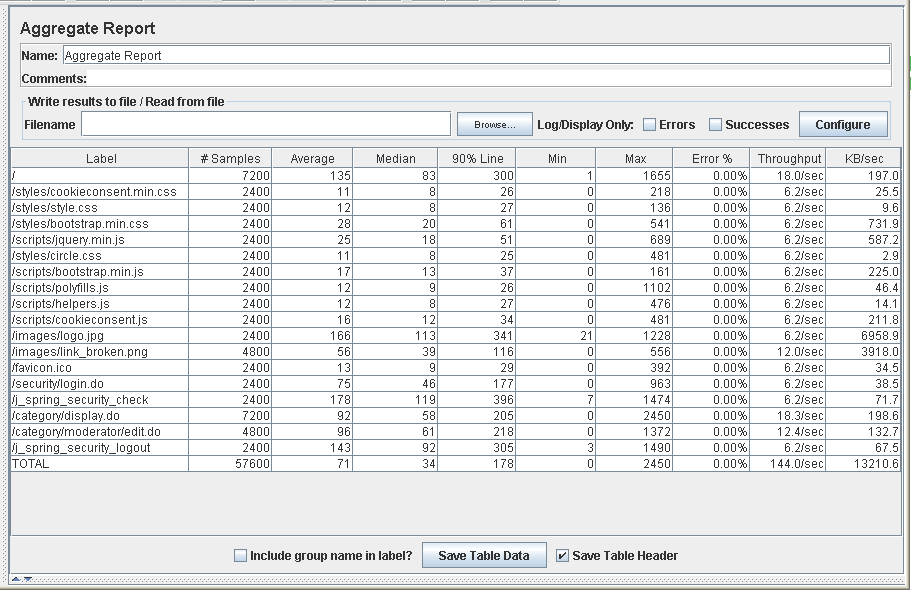 Aggregate Report
Name: Aggregate Report
Comments:
Write results to file / Read from file
Filename Browse... Log/Display Only: Errors Successes Configure
Label # Samples Average Median 90% Line Min Max Error % Throughput KB/sec
/ 7200 135 83 300 1 1655 0.00% 18.0/sec 197.0
/styles/cookieconsent.min.css 2400 11 8 26 0 218 0.00% 6.2/sec 25.5
/styles/style.css 2400 12 8 27 0 136 0.00% 6.2/sec 9.6
/styles/bootstrap.min.css 2400 28 20 61 0 541 0.00% 6.2/sec 731.9
/scripts/jquery.min.js 2400 25 18 51 0 689 0.00% 6.2/sec 587.2
/styles/circle.css 2400 11 8 25 0 481 0.00% 6.2/sec 2.9
/scripts/bootstrap.min.js 2400 17 13 37 0 161 0.00% 6.2/sec 225.0
/scripts/polyfills.js 2400 12 9 26 0 1102 0.00% 6.2/sec 46.4
/scripts/helpers.js 2400 12 8 27 0 476 0.00% 6.2/sec 14.1
/scripts/cookieconsent.js 2400 16 12 34 0 481 0.00% 6.2/sec 211.8
/images/logo.jpg 2400 166 113 341 21 1228 0.00% 6.2/sec 6958.9
/images/link_broken.png 4800 56 39 116 0 556 0.00% 12.0/sec 3918.0
/favicon.ico 2400 13 9 29 0 392 0.00% 6.2/sec 34.5
/security/login.do 2400 75 46 177 0 963 0.00% 6.2/sec 38.5
/j_spring_security_check 2400 178 119 396 7 1474 0.00% 6.2/sec 71.7
/category/display.do 7200 92 58 205 0 2450 0.00% 18.3/sec 198.6
/category/moderator/edit.do 4800 96 61 218 0 1372 0.00% 12.4/sec 132.7
/j_spring_security_logout 2400 143 92 305 3 1490 0.00% 6.2/sec 67.5
TOTAL 57600 71 34 178 0 2450 0.00% 144.0/sec 13210.6
Include group name in label? Save Table Data Save Table Header